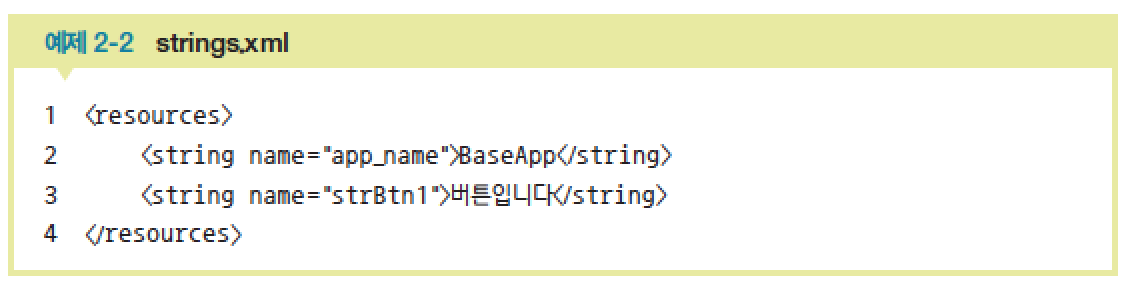 예제 2-2 strings.xml
1 <resources>
2 <string name="app_name">BaseApp</string>
3 <string name="strBtn1">버튼입니다</string>
4 </resources>